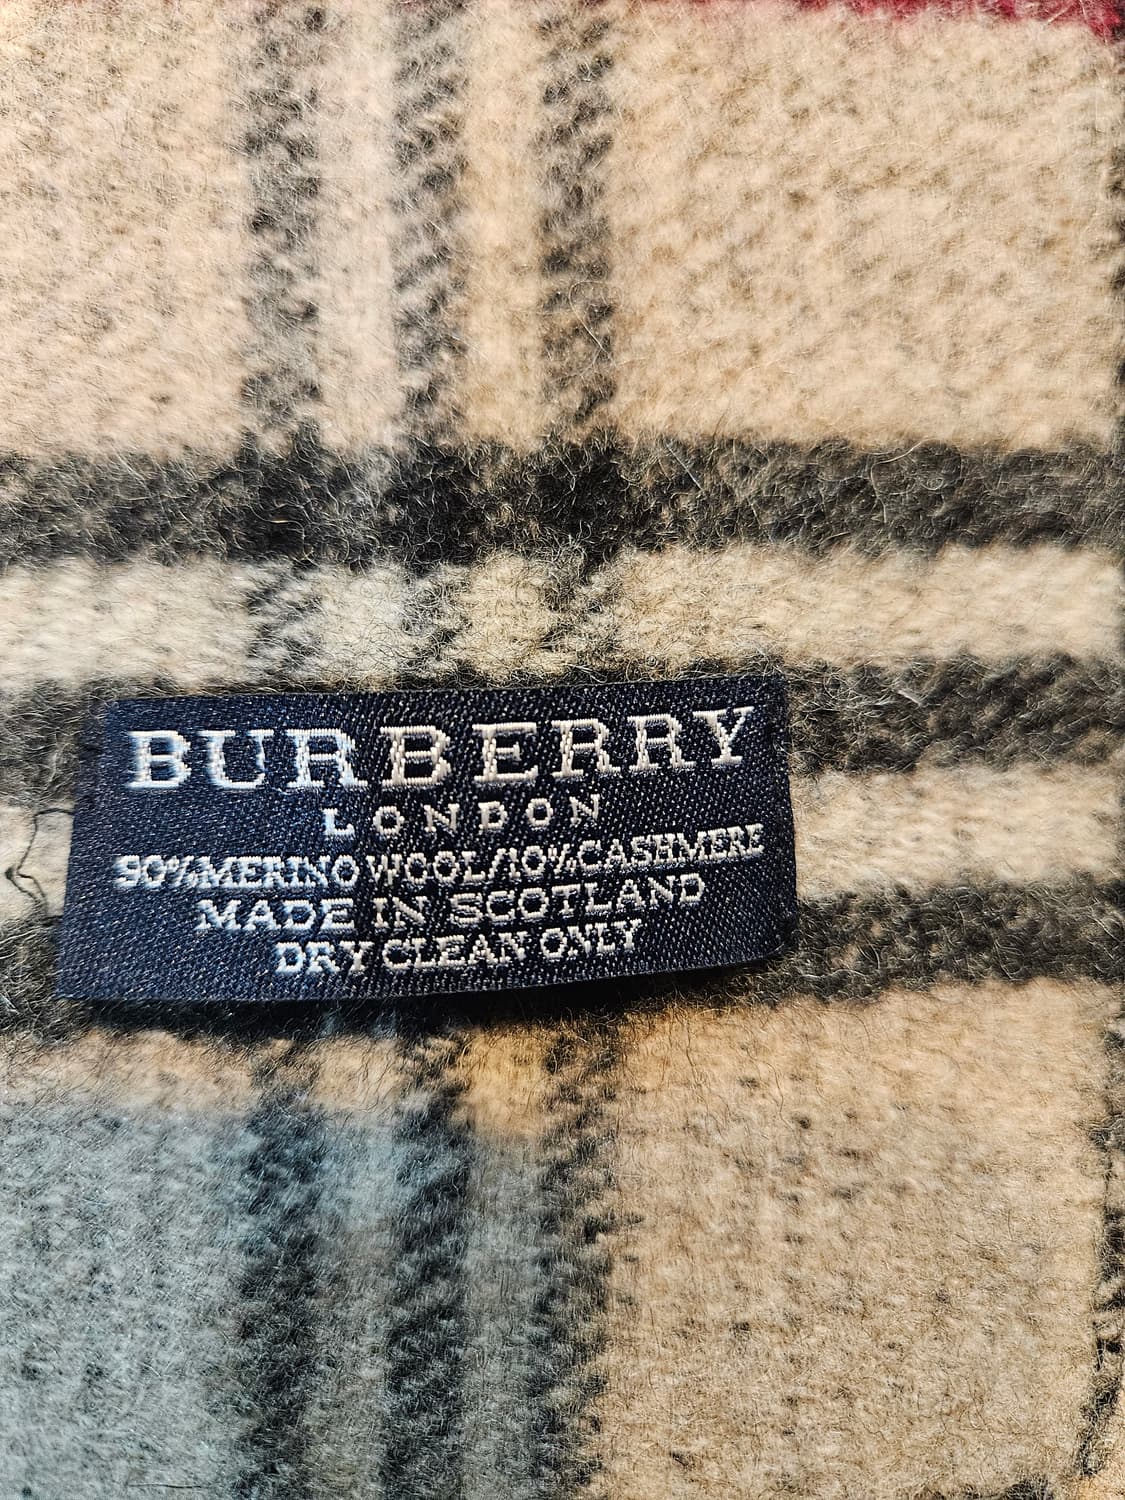 BURBERRY
LONDON
90%MERINO WOOL/10%CASHMERE
MADE IN SCOTLAND
DRY CLEAN ONLY